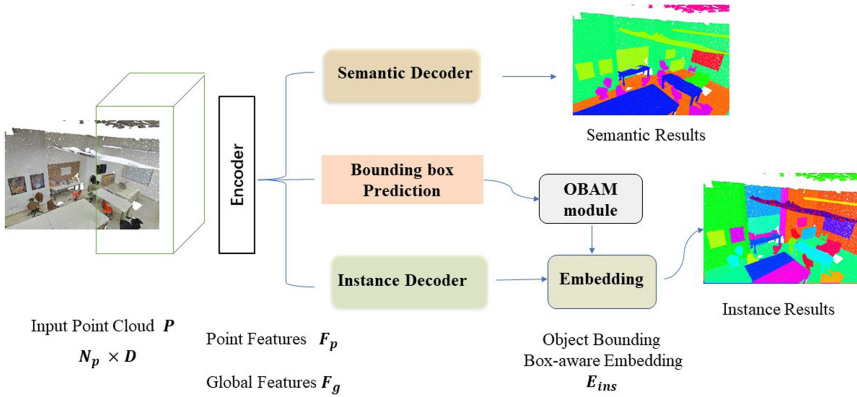 Semantic Decoder
Semantic Results
Encoder
Bounding box
Prediction
OBAM
module
Instance Decoder
Embedding
Instance Results
Input Point Cloud P
N_p × D
Point Features F_p
Global Features F_g
Object Bounding
Box-aware Embedding
E_ins